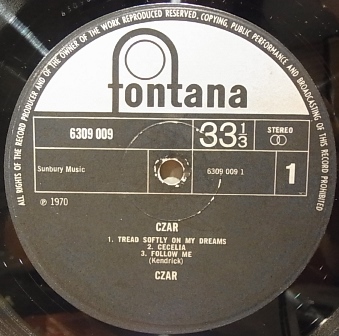 ALL RIGHTS OF THE RECORD PRODUCER AND OF THE OWNER OF THE WORK REPRODUCED RESERVED. COPYING, PUBLIC PERFORMANCE AND BROADCASTING OF THIS RECORD PROHIBITED
fontana
6309 009
33 1/3
STEREO
Sunbury Music
6309 009 1
1
℗ 1970
CZAR
1. TREAD SOFTLY ON MY DREAMS
2. CECELIA
3. FOLLOW ME
(Kendrick)
CZAR